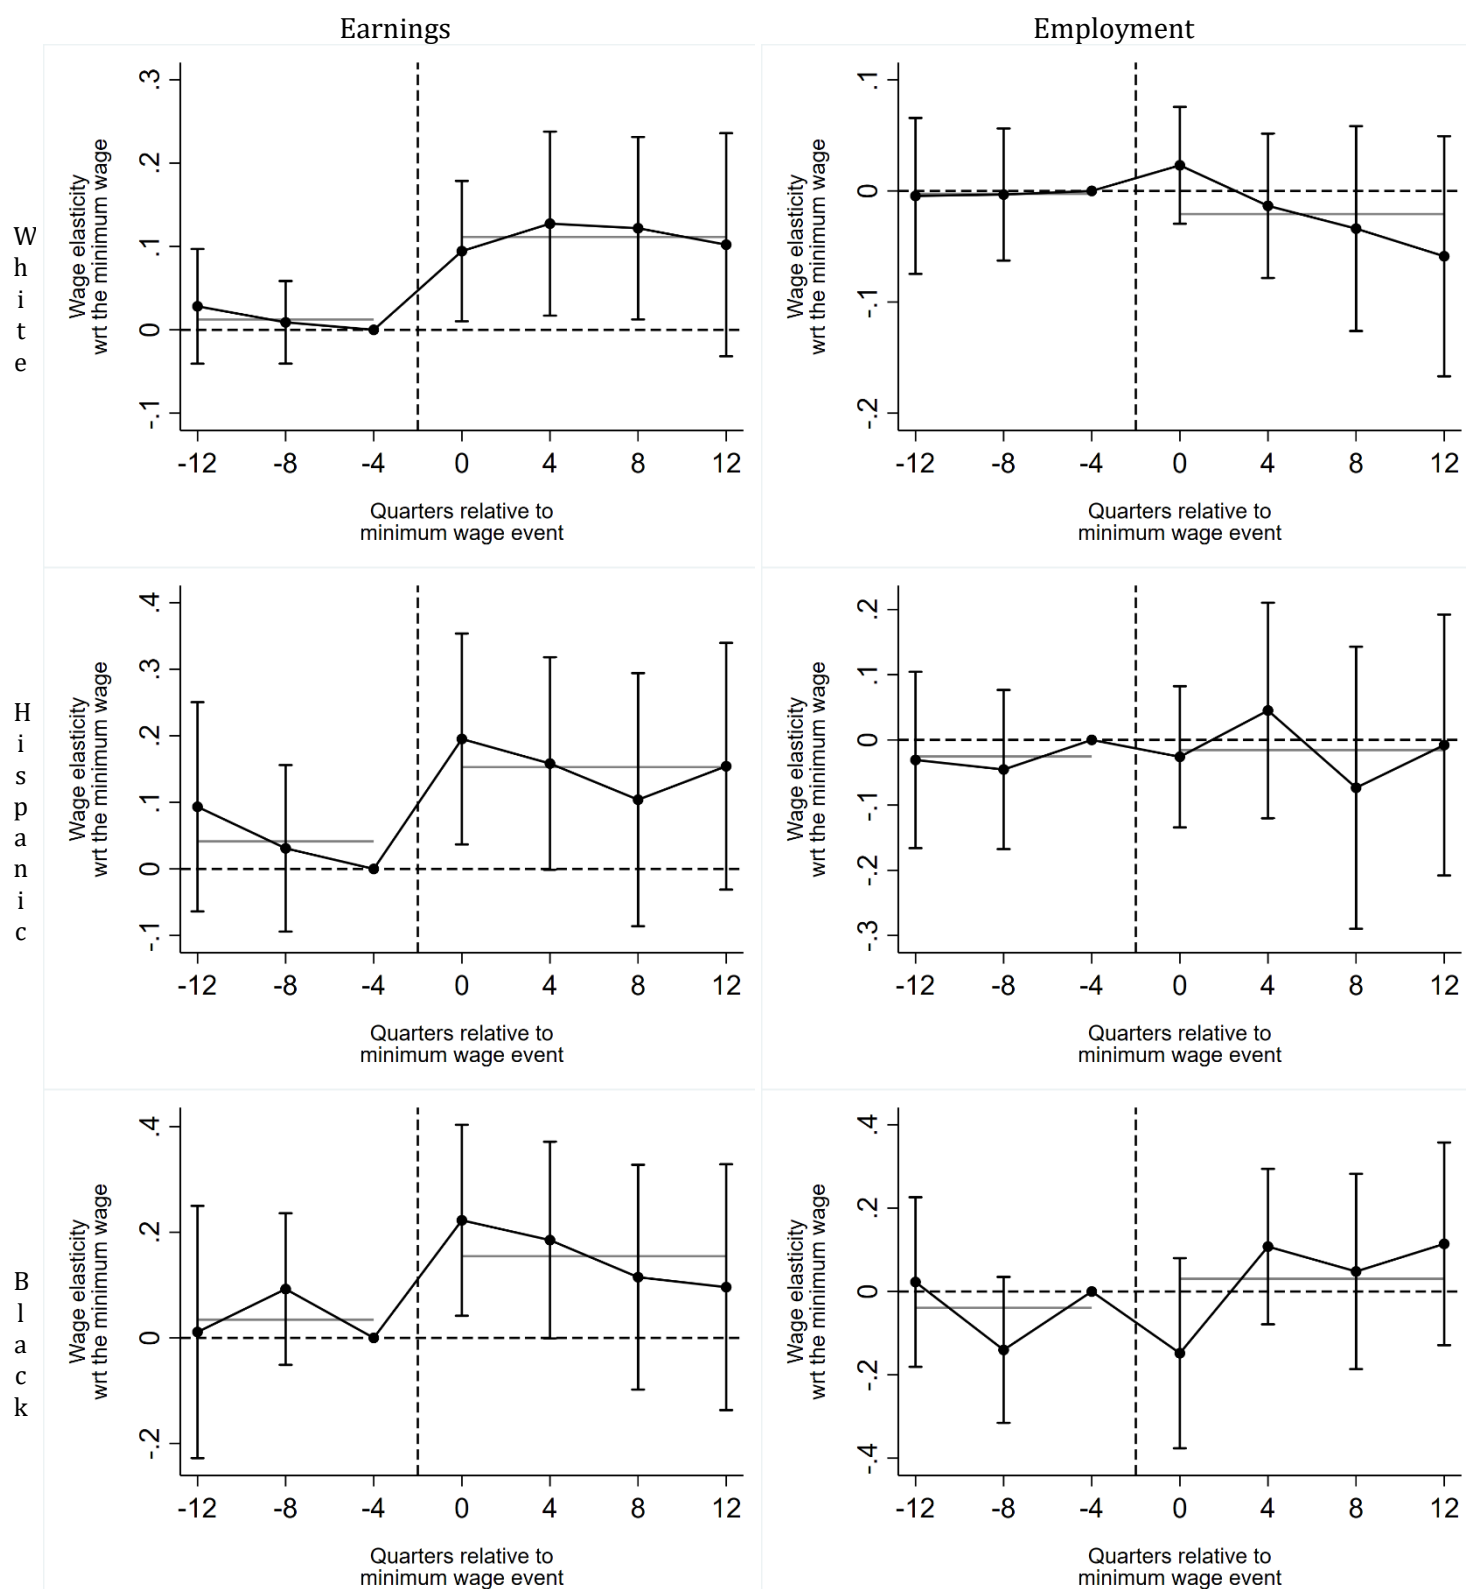 Earnings
Employment
White
Wage elasticity
wrt the minimum wage
.3
.2
.1
0
-.1
-12 -8 -4 0 4 8 12
Quarters relative to
minimum wage event
Wage elasticity
wrt the minimum wage
.1
0
-.1
-.2
-12 -8 -4 0 4 8 12
Quarters relative to
minimum wage event
Hispanic
Wage elasticity
wrt the minimum wage
.4
.3
.2
.1
0
-.1
-12 -8 -4 0 4 8 12
Quarters relative to
minimum wage event
Wage elasticity
wrt the minimum wage
.2
.1
0
-.1
-.2
-.3
-12 -8 -4 0 4 8 12
Quarters relative to
minimum wage event
Black
Wage elasticity
wrt the minimum wage
.4
.2
0
-.2
-12 -8 -4 0 4 8 12
Quarters relative to
minimum wage event
Wage elasticity
wrt the minimum wage
.4
.2
0
-.2
-.4
-12 -8 -4 0 4 8 12
Quarters relative to
minimum wage event